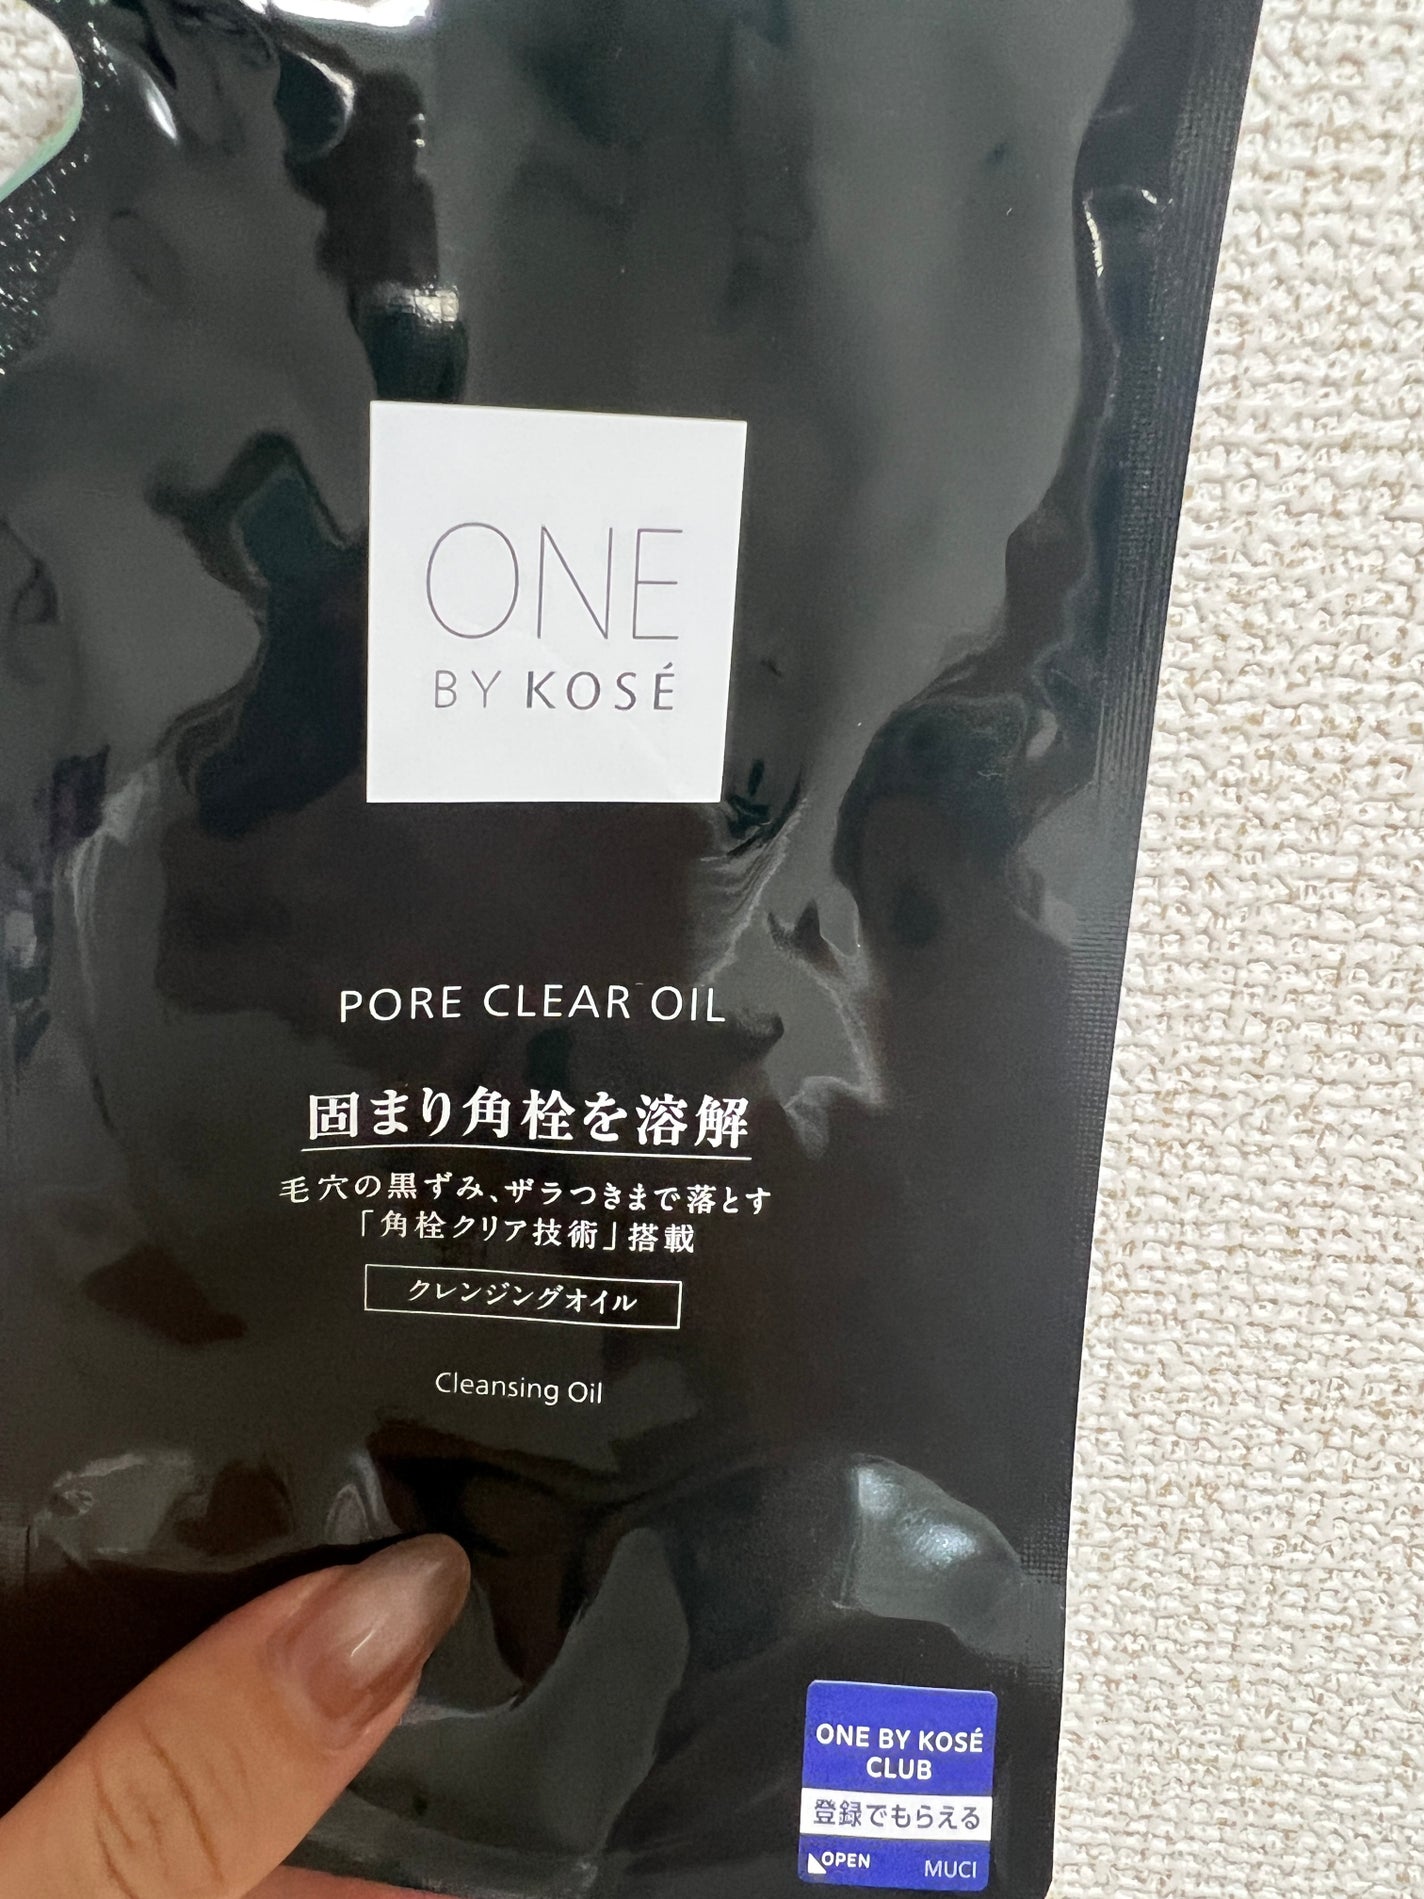 ONE
BY KOSÉ
PORE CLEAR OIL
固まり角栓を溶解
毛穴の黒ずみ、ザラつきまで落とす
「角栓クリア技術」搭載
クレンジングオイル
Cleansing Oil
ONE BY KOSÉ
CLUB
登録でもらえる
OPEN MUCI